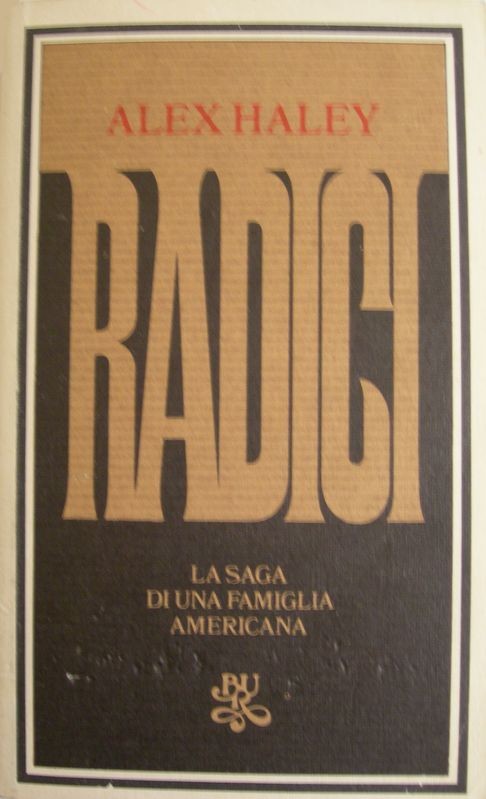 ALEX HALEY
RADICI
LA SAGA
DI UNA FAMIGLIA
AMERICANA
BUR